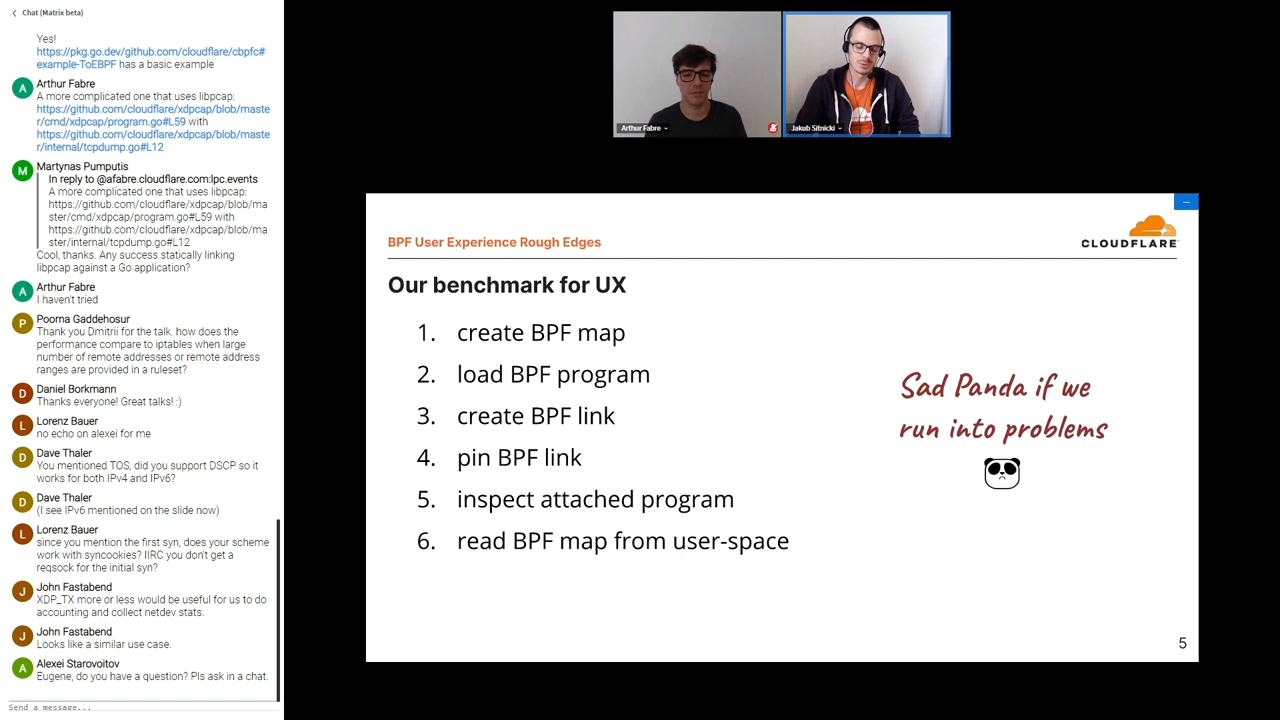 Chat (Matrix beta)
Yes!
https://pkg.go.dev/github.com/cloudflare/cbpfc#
example-ToEBPF has a basic example
A
Arthur Fabre
A more complicated one that uses libpcap:
https://github.com/cloudflare/xdpcap/blob/maste
r/cmd/xdpcap/program.go#L59 with
https://github.com/cloudflare/xdpcap/blob/maste
r/internal/tcpdump.go#L12
M
Martynas Pumputis
In reply to @afabre.cloudflare.com:lpc.events
A more complicated one that uses libpcap:
https://github.com/cloudflare/xdpcap/blob/ma
ster/cmd/xdpcap/program.go#L59 with
https://github.com/cloudflare/xdpcap/blob/ma
ster/internal/tcpdump.go#L12
Cool, thanks. Any success statically linking
libpcap against a Go application?
A
Arthur Fabre
I haven't tried
P
Poorna Gaddehosur
Thank you Dmitrii for the talk. how does the
performance compare to iptables when large
number of remote addresses or remote address
ranges are provided in a ruleset?
D
Daniel Borkmann
Thanks everyone! Great talks! :)
L
Lorenz Bauer
no echo on alexei for me
D
Dave Thaler
You mentioned TOS, did you support DSCP so it
works for both IPv4 and IPv6?
D
Dave Thaler
(I see IPv6 mentioned on the slide now)
L
Lorenz Bauer
since you mention the first syn, does your scheme
work with syncookies? IIRC you don't get a
reqsock for the initial syn?
J
John Fastabend
XDP_TX more or less would be useful for us to do
accounting and collect netdev stats.
J
John Fastabend
Looks like a similar use case.
A
Alexei Starovoitov
Eugene, do you have a question? Pls ask in a chat.
Send a message...
Arthur Fabre
Jakub Sitnicki
BPF User Experience Rough Edges
CLOUDFLARE
Our benchmark for UX
1. create BPF map
2. load BPF program
3. create BPF link
4. pin BPF link
5. inspect attached program
6. read BPF map from user-space
Sad Panda if we
run into problems
5